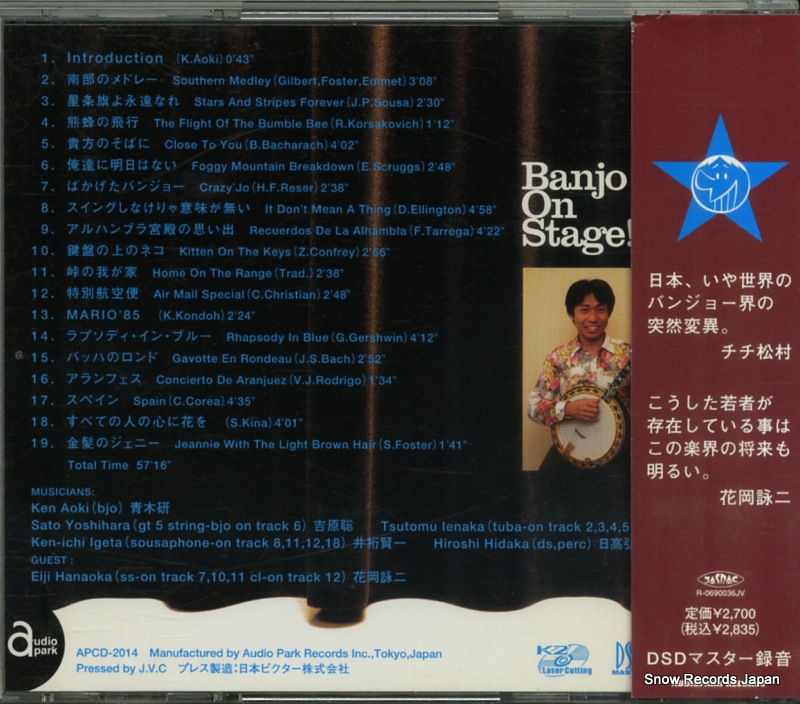 1. Introduction (K.Aoki) 0'43"
2. 南部のメドレー Southern Medley (Gilbert,Foster,Emmet) 3'08"
3. 星条旗よ永遠なれ Stars And Stripes Forever (J.P.Sousa) 2'30"
4. 熊蜂の飛行 The Flight Of The Bumble Bee (R.Korsakovich) 1'12"
5. 貴方のそばに Close To You (B.Bacharach) 4'02"
6. 俺達に明日はない Foggy Mountain Breakdown (E.Scruggs) 2'48"
7. ばかげたバンジョー Crazy Jo (H.F.Reser) 2'38"
8. スイングしなけりゃ意味が無い It Don't Mean A Thing (D.Ellington) 4'58"
9. アルハンブラ宮殿の思い出 Recuerdos De La Alhambla (F.Tarrega) 4'22"
10. 鍵盤の上のネコ Kitten On The Keys (Z.Confrey) 2'56"
11. 峠の我が家 Home On The Range (Trad.) 2'38"
12. 特別航空便 Air Mail Special (C.Christian) 2'48"
13. MARIO'85 (K.Kondoh) 2'24"
14. ラプソディ・イン・ブルー Rhapsody In Blue (G.Gershwin) 4'12"
15. バッハのロンド Gavotte En Rondeau (J.S.Bach) 2'52"
16. アランフェス Concierto De Aranjuez (V.J.Rodrigo) 1'34"
17. スペイン Spain (C.Corea) 4'35"
18. すべての人の心に花を (S.Kina) 4'01"
19. 金髪のジェニー Jeannie With The Light Brown Hair (S.Foster) 1'41"
Total Time 57'16"
MUSICIANS:
Ken Aoki (bjo) 青木研
Sato Yoshihara (gt 5 string-bjo on track 6) 吉原聡 Tsutomu Ienaka (tuba-on track 2,3,4,5
Ken-ichi Igeta (sousaphone-on track 8,11,12,18) 井桁賢一 Hiroshi Hidaka (ds,perc) 日高弘
GUEST:
Eiji Hanaoka (ss-on track 7,10,11 cl-on track 12) 花岡詠二
Banjo
On
Stage!
audio
park
APCD-2014 Manufactured by Audio Park Records Inc.,Tokyo,Japan
Pressed by J.V.C プレス製造:日本ビクター株式会社
K2
Laser Cutting
日本、いや世界の
バンジョー界の
突然変異。
チチ松村
こうした若者が
存在している事は
この楽界の将来も
明るい。
花岡詠二
JASRAC
R-0690036JV
定価¥2,700
(税込¥2,835)
DSDマスター録音
Snow Records Japan